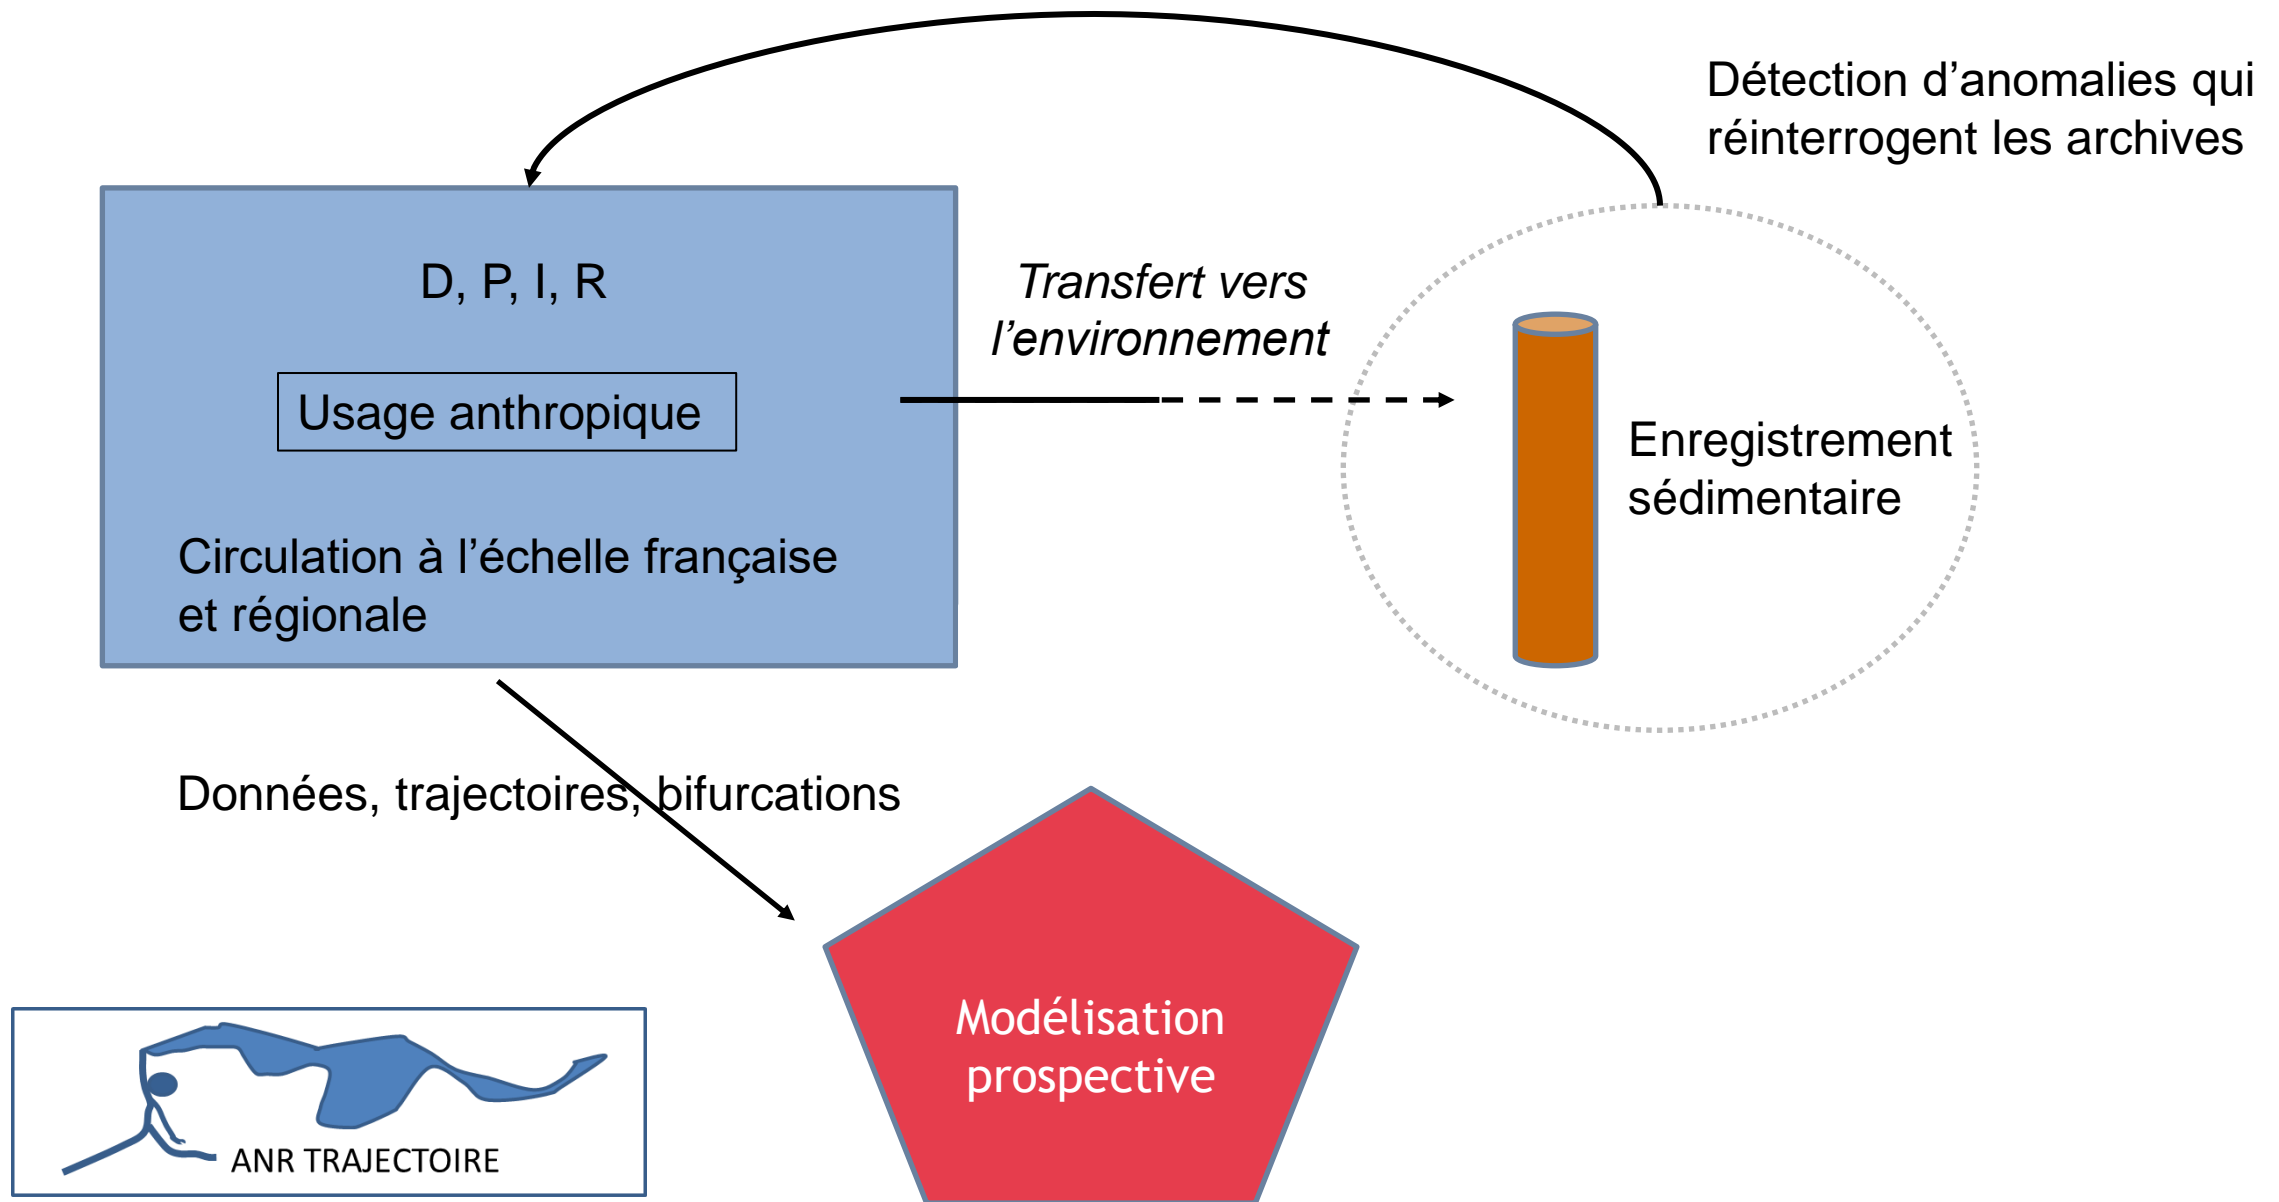 Détection d’anomalies qui
réinterrogent les archives
D, P, I, R
Transfert vers
l’environnement
Usage anthropique
Enregistrement
sédimentaire
Circulation à l’échelle française
et régionale
Données, trajectoires, bifurcations
Modélisation
prospective
ANR TRAJECTOIRE